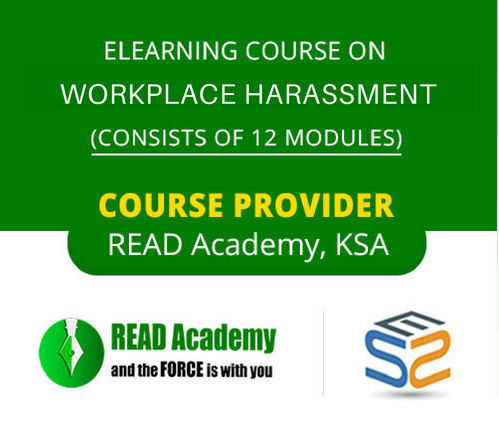 ELEARNING COURSE ON
WORKPLACE HARASSMENT
(CONSISTS OF 12 MODULES)
COURSE PROVIDER
READ Academy, KSA
READ Academy
and the FORCE is with you
SES